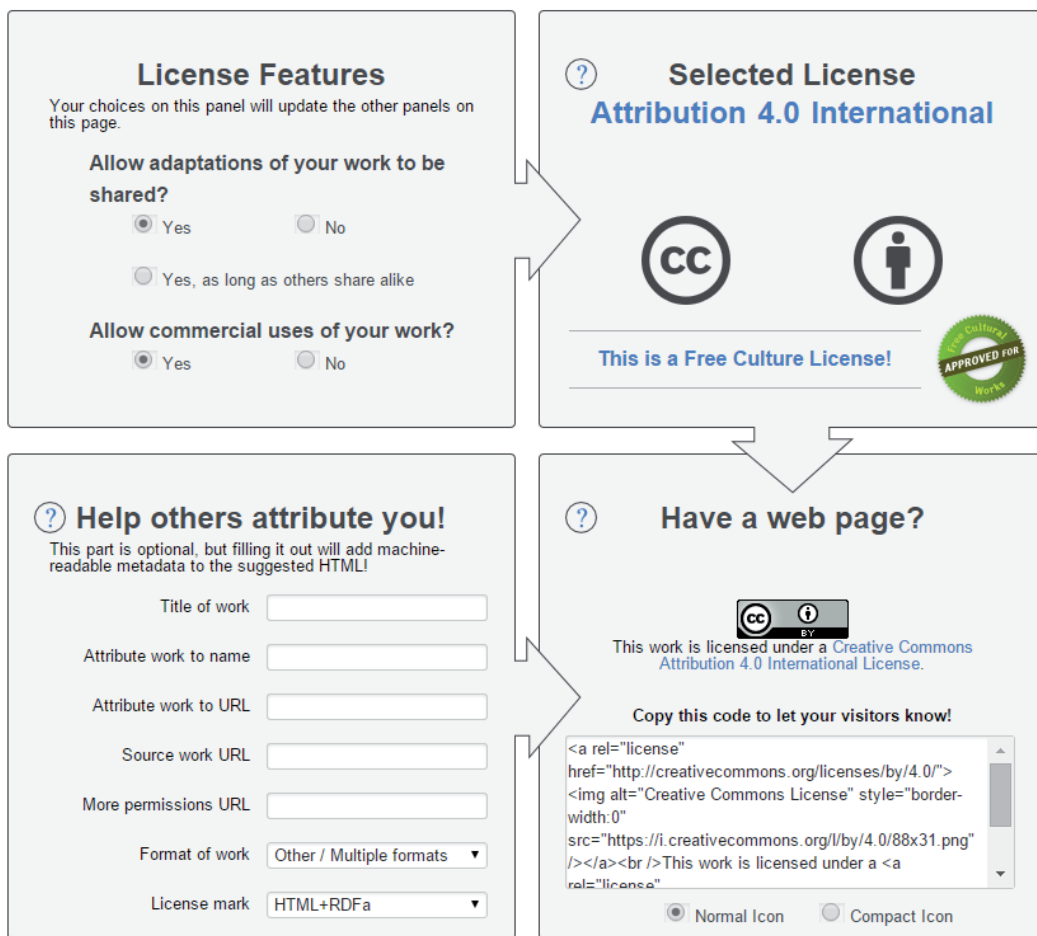 License Features
Your choices on this panel will update the other panels on
this page.
Allow adaptations of your work to be
shared?
Yes
No
Yes, as long as others share alike
Allow commercial uses of your work?
Yes
No
?
Selected License
Attribution 4.0 International
cc
This is a Free Culture License!
Free Cultural
APPROVED FOR
Works
?
Help others attribute you!
This part is optional, but filling it out will add machine-
readable metadata to the suggested HTML!
Title of work
Attribute work to name
Attribute work to URL
Source work URL
More permissions URL
Format of work
Other / Multiple formats
License mark
HTML+RDFa
?
Have a web page?
cc
BY
This work is licensed under a Creative Commons
Attribution 4.0 International License.
Copy this code to let your visitors know!
<a rel="license"
href="http://creativecommons.org/licenses/by/4.0/">
<img alt="Creative Commons License" style="border-
width:0"
src="https://i.creativecommons.org/l/by/4.0/88x31.png"
/></a><br />This work is licensed under a <a
rel="license"
Normal Icon
Compact Icon